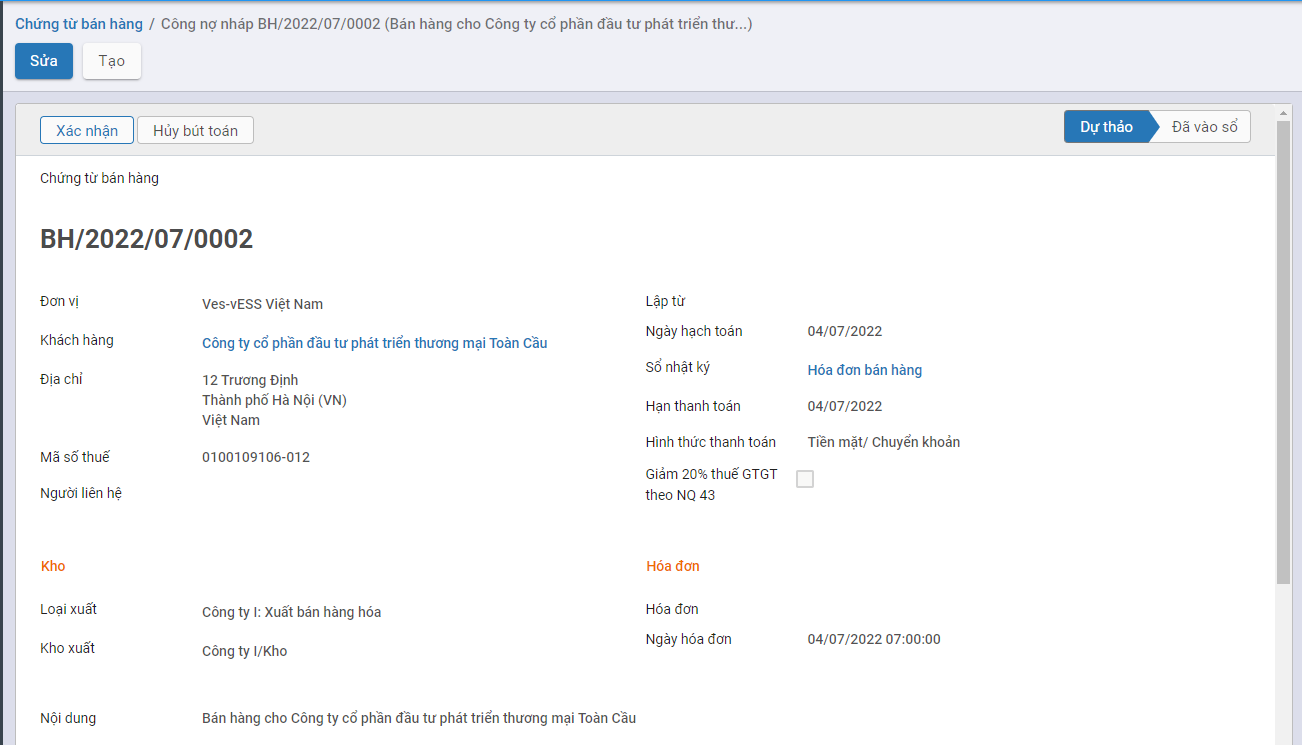 Chứng từ bán hàng / Công nợ nháp BH/2022/07/0002 (Bán hàng cho Công ty cổ phần đầu tư phát triển thư...)
Sửa Tạo
Xác nhận Hủy bút toán Dự thảo Đã vào sổ
Chứng từ bán hàng
BH/2022/07/0002
Đơn vị Ves-vESS Việt Nam
Khách hàng Công ty cổ phần đầu tư phát triển thương mại Toàn Cầu
Địa chỉ 12 Trương Định
Thành phố Hà Nội (VN)
Việt Nam
Mã số thuế 0100109106-012
Người liên hệ
Lập từ
Ngày hạch toán 04/07/2022
Sổ nhật ký Hóa đơn bán hàng
Hạn thanh toán 04/07/2022
Hình thức thanh toán Tiền mặt/ Chuyển khoản
Giảm 20% thuế GTGT
theo NQ 43
Kho
Loại xuất Công ty I: Xuất bán hàng hóa
Kho xuất Công ty I/Kho
Hóa đơn
Hóa đơn
Ngày hóa đơn 04/07/2022 07:00:00
Nội dung Bán hàng cho Công ty cổ phần đầu tư phát triển thương mại Toàn Cầu